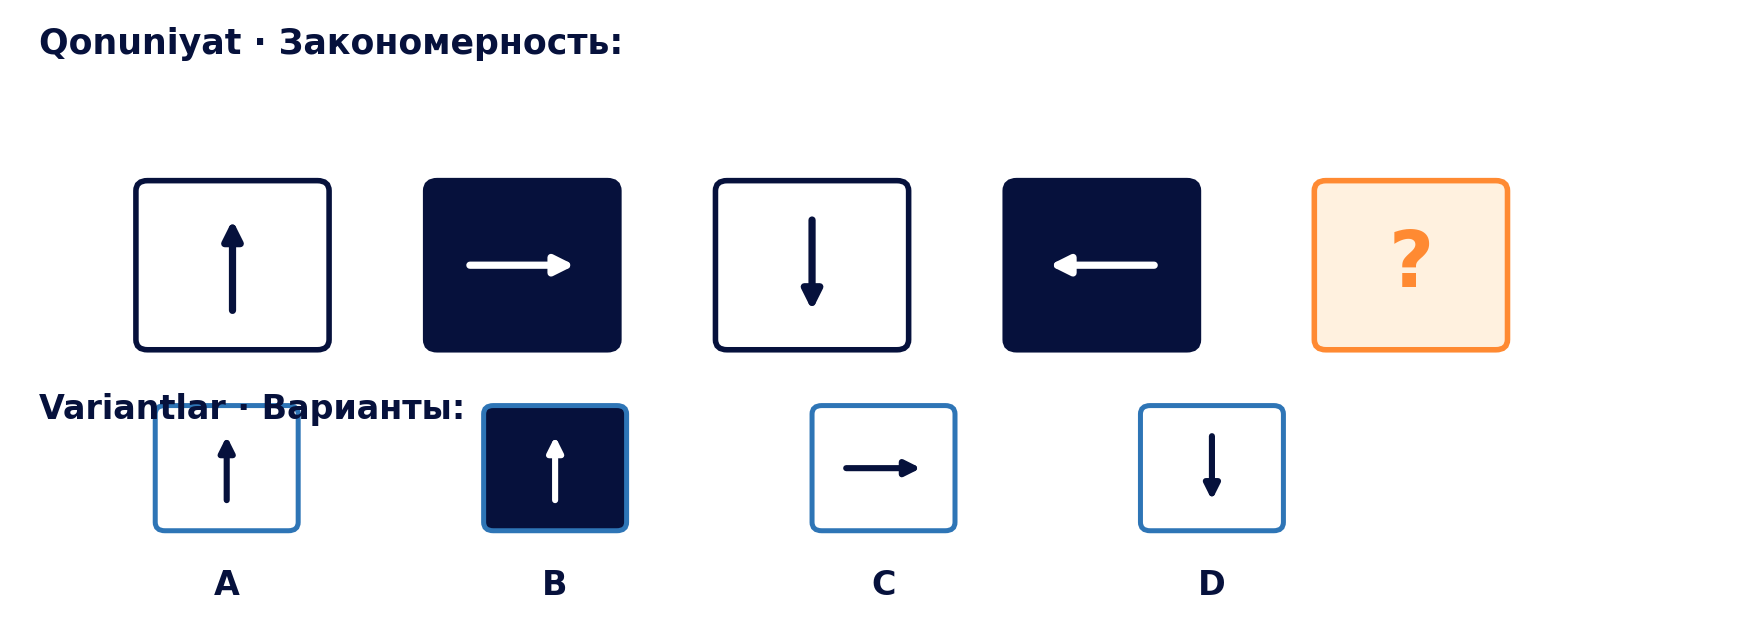 Qonuniyat · Закономерность:
?
Variantlar · Варианты:
A B C D